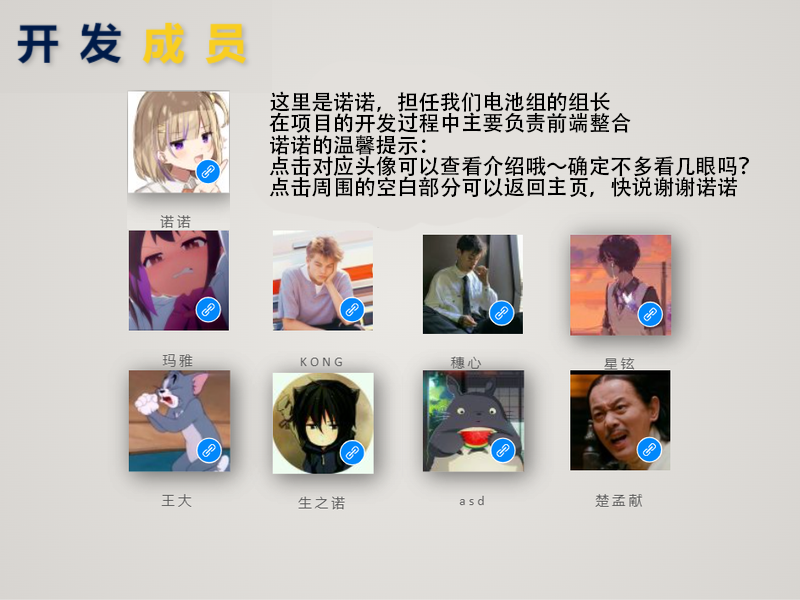 开发成员
这里是诺诺，担任我们电池组的组长
在项目的开发过程中主要负责前端整合
诺诺的温馨提示：
点击对应头像可以查看介绍哦～确定不多看几眼吗？
点击周围的空白部分可以返回主页，快说谢谢诺诺
诺诺
玛雅
KONG
穗心
星铉
王大
生之诺
asd
楚孟献